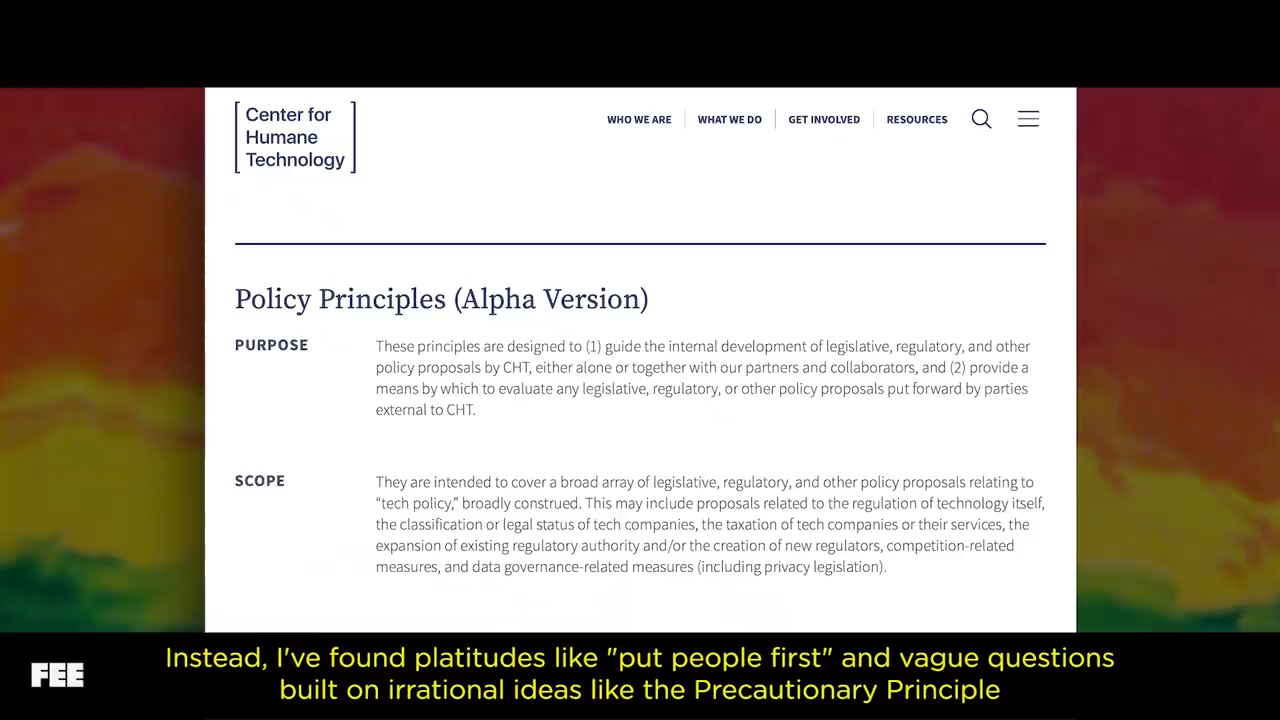 Center for
Humane
Technology
WHO WE ARE
WHAT WE DO
GET INVOLVED
RESOURCES
Policy Principles (Alpha Version)
PURPOSE
These principles are designed to (1) guide the internal development of legislative, regulatory, and other
policy proposals by CHT, either alone or together with our partners and collaborators, and (2) provide a
means by which to evaluate any legislative, regulatory, or other policy proposals put forward by parties
external to CHT.
SCOPE
They are intended to cover a broad array of legislative, regulatory, and other policy proposals relating to
“tech policy,” broadly construed. This may include proposals related to the regulation of technology itself,
the classification or legal status of tech companies, the taxation of tech companies or their services, the
expansion of existing regulatory authority and/or the creation of new regulators, competition-related
measures, and data governance-related measures (including privacy legislation).
FEE
Instead, I've found platitudes like "put people first" and vague questions
built on irrational ideas like the Precautionary Principle